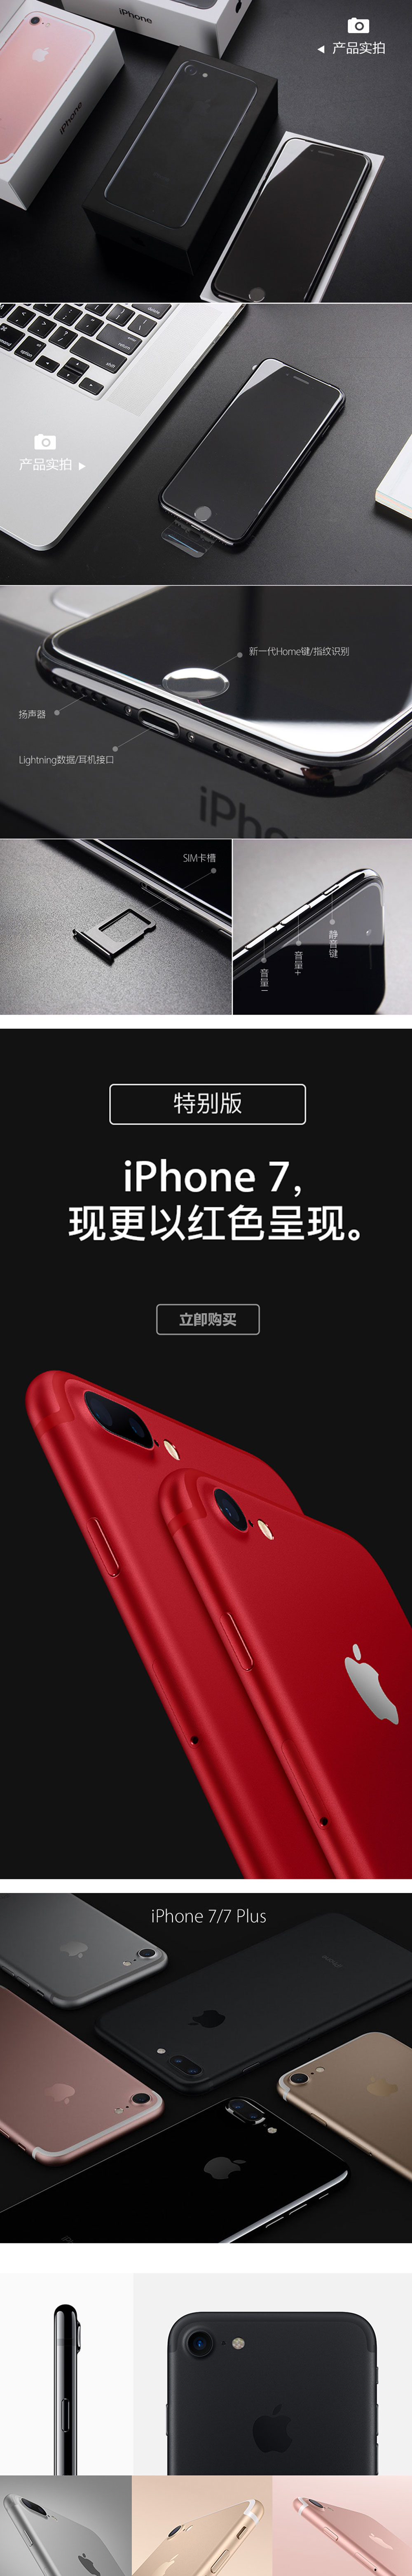 iPhone
产品实拍
iPhone
产品实拍
新一代Home键/指纹识别
扬声器
Lightning数据/耳机接口
iPho
SIM卡槽
静音键
音量+
音量-
特别版
iPhone 7,
现更以红色呈现。
立即购买
iPhone 7/7 Plus